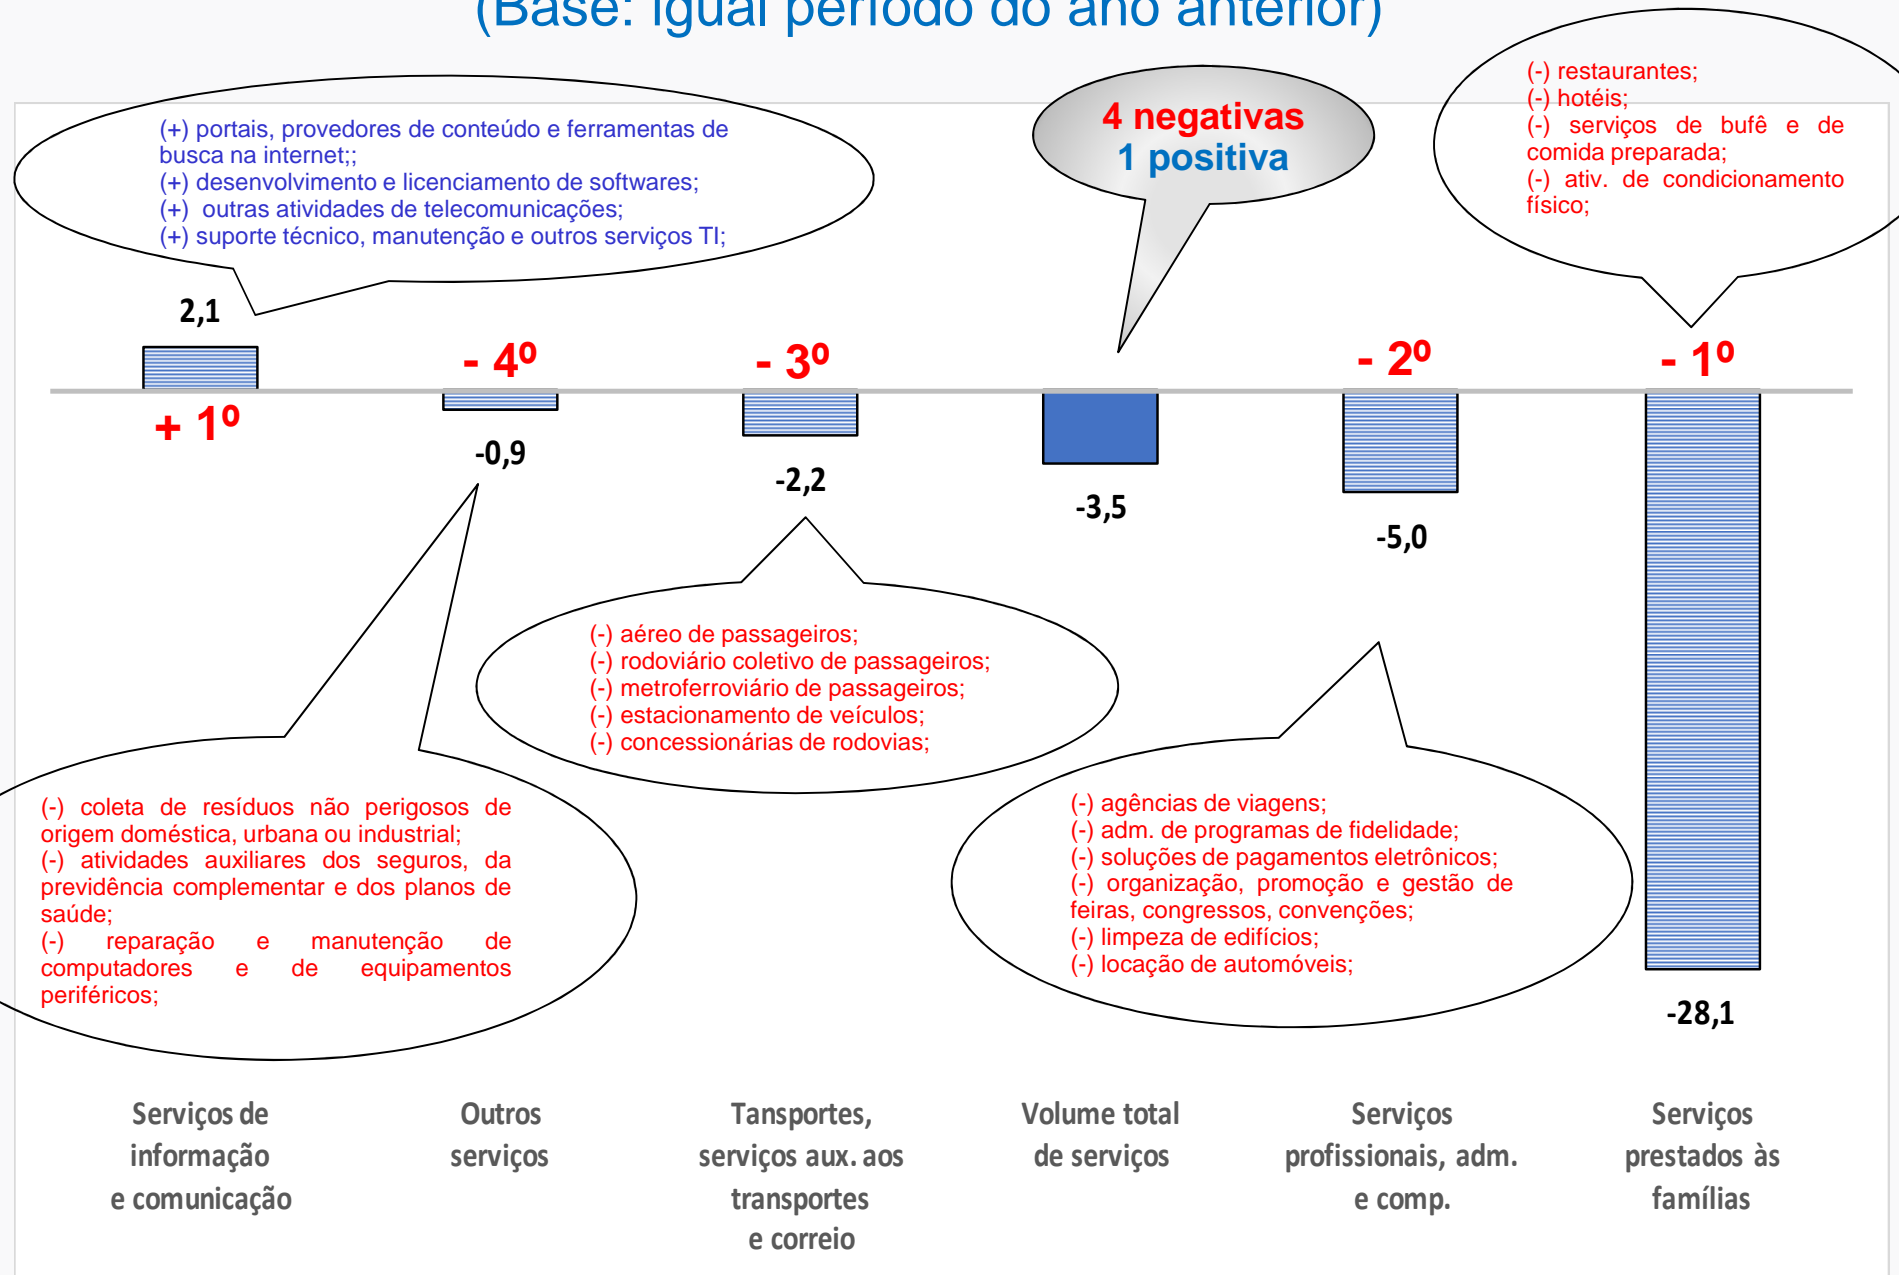 (Base: igual período do ano anterior)
(+) portais, provedores de conteúdo e ferramentas de
busca na internet;;
(+) desenvolvimento e licenciamento de softwares;
(+) outras atividades de telecomunicações;
(+) suporte técnico, manutenção e outros serviços TI;
4 negativas
1 positiva
(-) restaurantes;
(-) hotéis;
(-) serviços de bufê e de
comida preparada;
(-) ativ. de condicionamento
físico;
2,1
+ 1º
- 4º
-0,9
- 3º
-2,2
-3,5
- 2º
-5,0
- 1º
-28,1
(-) aéreo de passageiros;
(-) rodoviário coletivo de passageiros;
(-) metroferroviário de passageiros;
(-) estacionamento de veículos;
(-) concessionárias de rodovias;
(-) coleta de resíduos não perigosos de
origem doméstica, urbana ou industrial;
(-) atividades auxiliares dos seguros, da
previdência complementar e dos planos de
saúde;
(-) reparação e manutenção de
computadores e de equipamentos
periféricos;
(-) agências de viagens;
(-) adm. de programas de fidelidade;
(-) soluções de pagamentos eletrônicos;
(-) organização, promoção e gestão de
feiras, congressos, convenções;
(-) limpeza de edifícios;
(-) locação de automóveis;
Serviços de
informação
e comunicação
Outros
serviços
Tansportes,
serviços aux. aos
transportes
e correio
Volume total
de serviços
Serviços
profissionais, adm.
e comp.
Serviços
prestados às
famílias